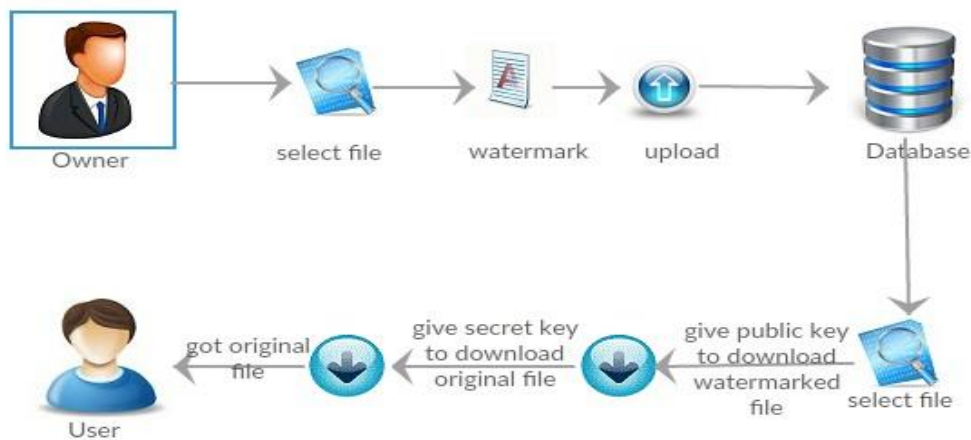 Owner
select file
watermark
upload
Database
give public key
to download
watermarked
file
select file
give secret key
to download
original file
got original
file
User